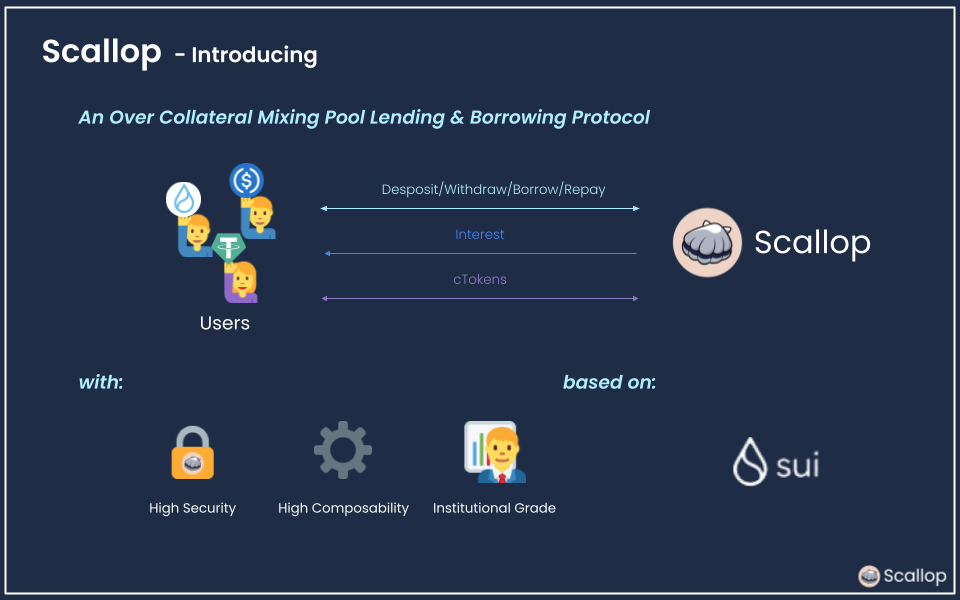 Scallop - Introducing
An Over Collateral Mixing Pool Lending & Borrowing Protocol
Desposit/Withdraw/Borrow/Repay
Interest
cTokens
Scallop
Users
with:
based on:
sui
High Security
High Composability
Institutional Grade
Scallop